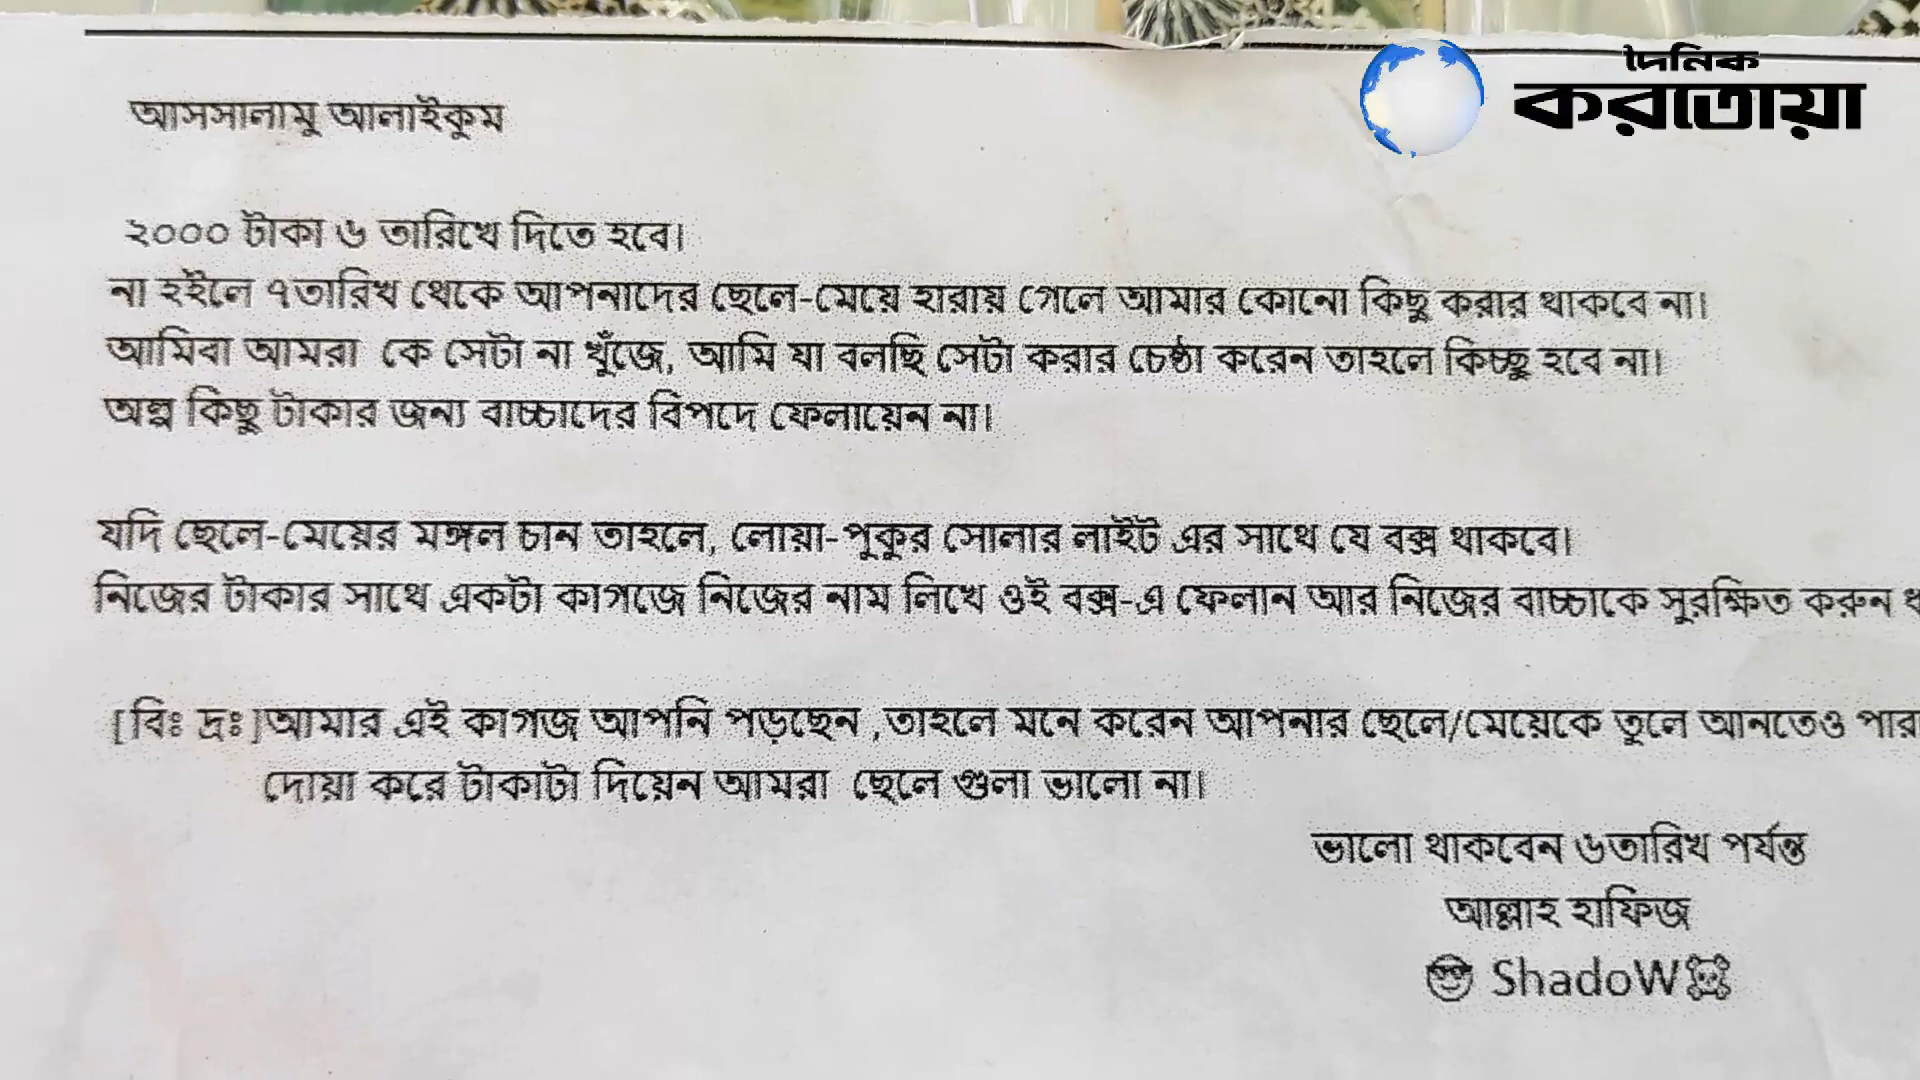 দৈনিক
করতোয়া
আসসালামু আলাইকুম
২০০০ টাকা ৬ তারিখে দিতে হবে।
না হইলে ৭তারিখ থেকে আপনাদের ছেলে-মেয়ে হারায় গেলে আমার কোনো কিছু করার থাকবে না।
আমিবা আমরা কে সেটা না খুঁজে, আমি যা বলছি সেটা করার চেষ্ঠা করেন তাহলে কিচ্ছু হবে না।
অল্প কিছু টাকার জন্য বাচ্চাদের বিপদে ফেলায়েন না।
যদি ছেলে-মেয়ের মঙ্গল চান তাহলে, লোয়া-পুকুর সোলার লাইট এর সাথে যে বক্স থাকবে।
নিজের টাকার সাথে একটা কাগজে নিজের নাম লিখে ওই বক্স-এ ফেলান আর নিজের বাচ্চাকে সুরক্ষিত করুন
[বিঃ দ্রঃ]আমার এই কাগজ আপনি পড়ছেন ,তাহলে মনে করেন আপনার ছেলে/মেয়েকে তুলে আনতেও পার
দোয়া করে টাকাটা দিয়েন আমরা ছেলে গুলা ভালো না।
ভালো থাকবেন ৬তারিখ পর্যন্ত
আল্লাহ হাফিজ
ShadoW